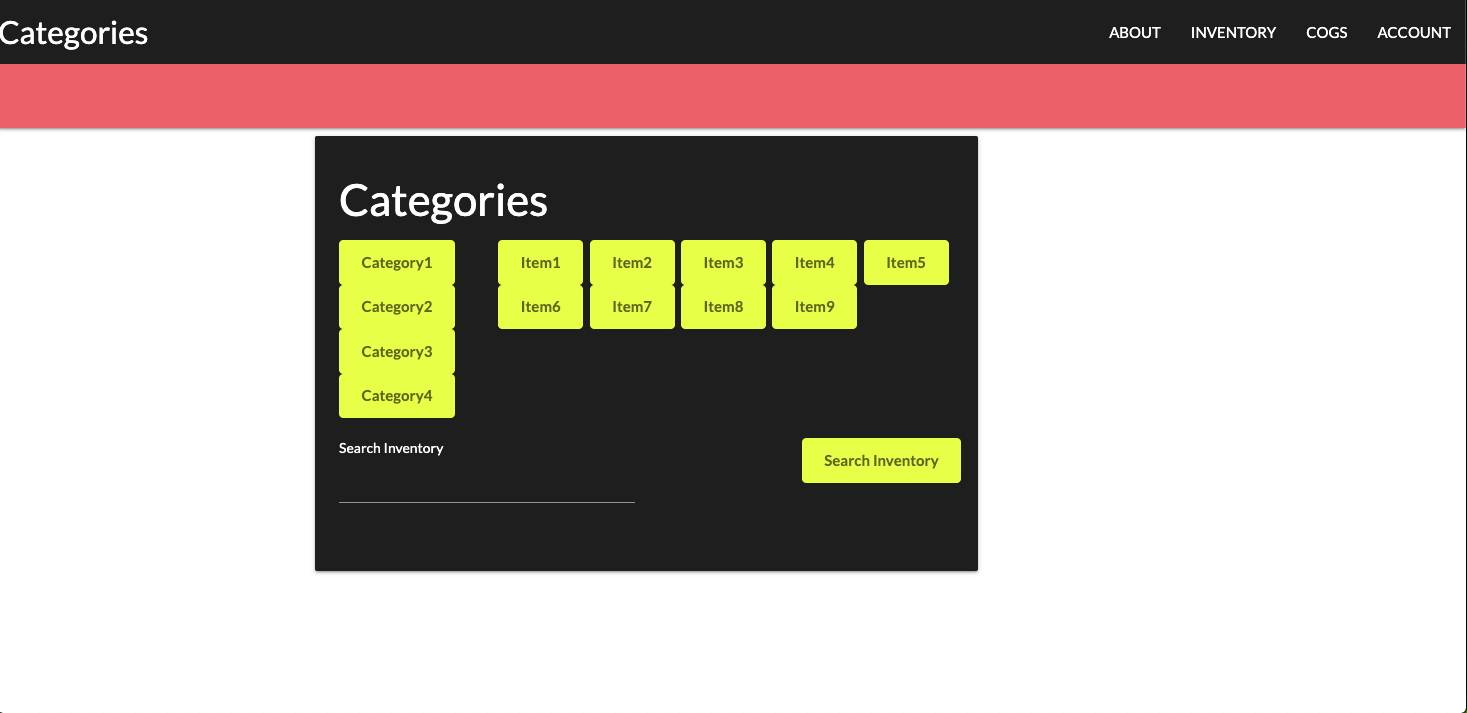 Categories
ABOUT INVENTORY COGS ACCOUNT
Categories
Category1 Item1 Item2 Item3 Item4 Item5
Category2 Item6 Item7 Item8 Item9
Category3
Category4
Search Inventory
Search Inventory